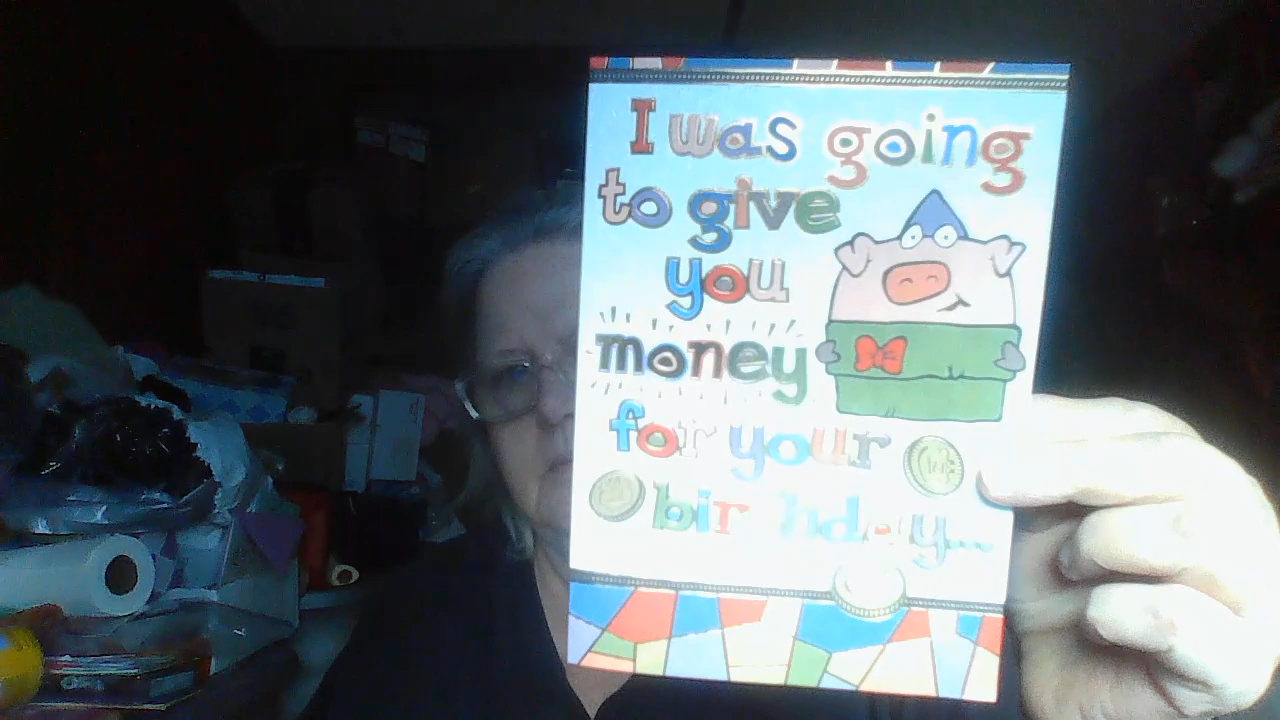 I was going
to give
you
money
for your
birthday...